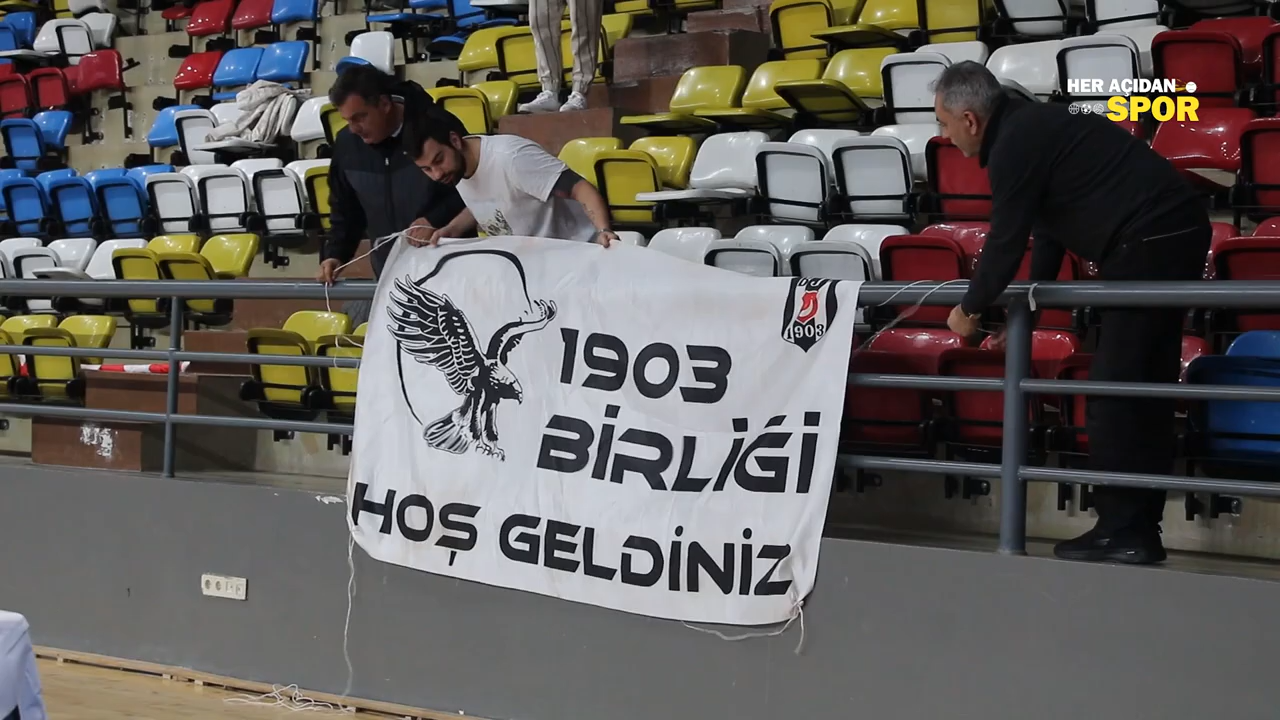 HER AÇIDAN
SPOR
1903
1903
BİRLİĞİ
HOŞ GELDİNİZ